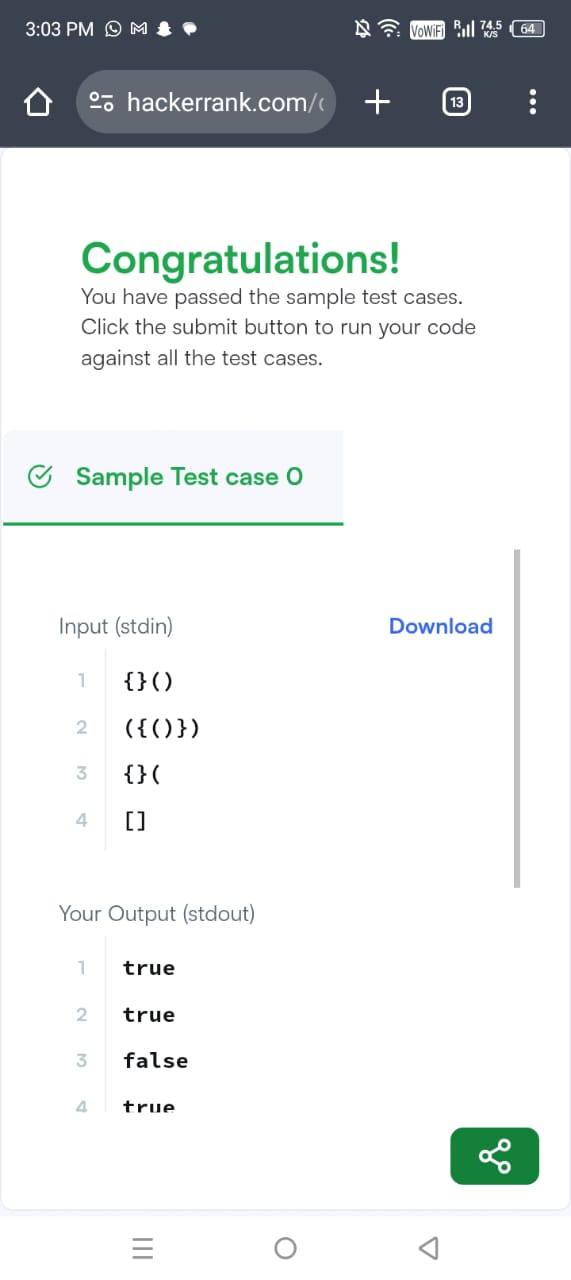 3:03 PM
VoWiFi R 74.5 K/S 64
hackerrank.com/
13
Congratulations!
You have passed the sample test cases.
Click the submit button to run your code
against all the test cases.
Sample Test case 0
Input (stdin) Download
1 {}()
2 ({()})
3 {}(
4 []
Your Output (stdout)
1 true
2 true
3 false
4 true